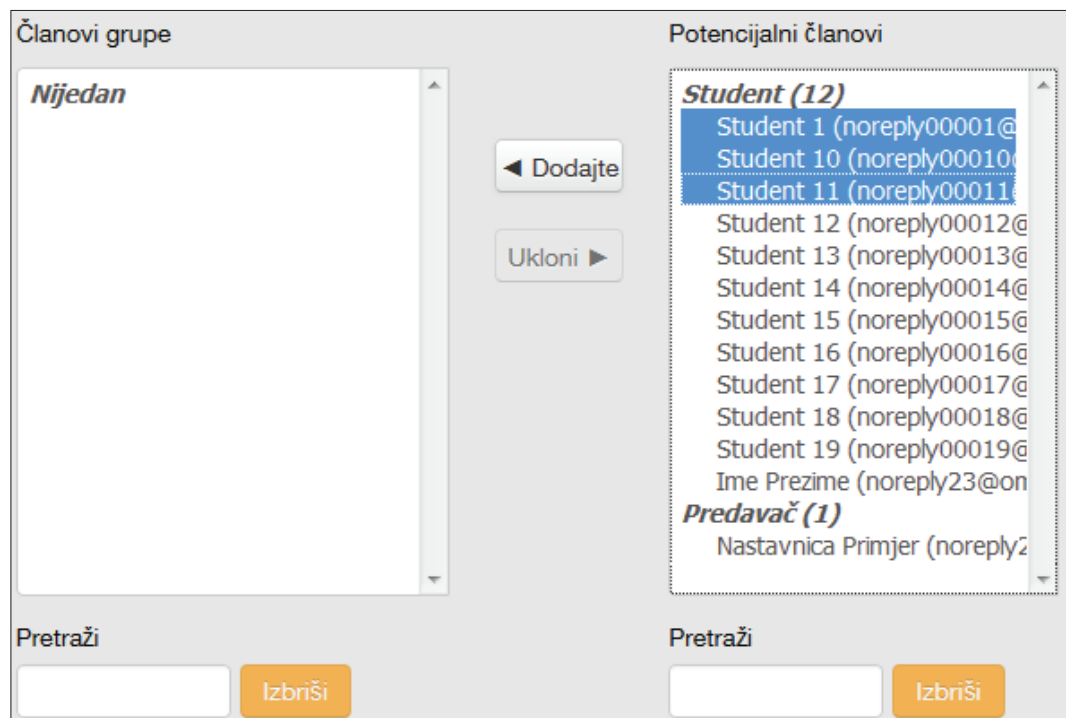 Članovi grupe
Nijedan
◄ Dodajte
Ukloni ►
Pretraži
Izbriši
Potencijalni članovi
Student (12)
Student 1 (noreply00001@
Student 10 (noreply00010@
Student 11 (noreply00011@
Student 12 (noreply00012@
Student 13 (noreply00013@
Student 14 (noreply00014@
Student 15 (noreply00015@
Student 16 (noreply00016@
Student 17 (noreply00017@
Student 18 (noreply00018@
Student 19 (noreply00019@
Ime Prezime (noreply23@om
Predavač (1)
Nastavnica Primjer (noreply2
Pretraži
Izbriši